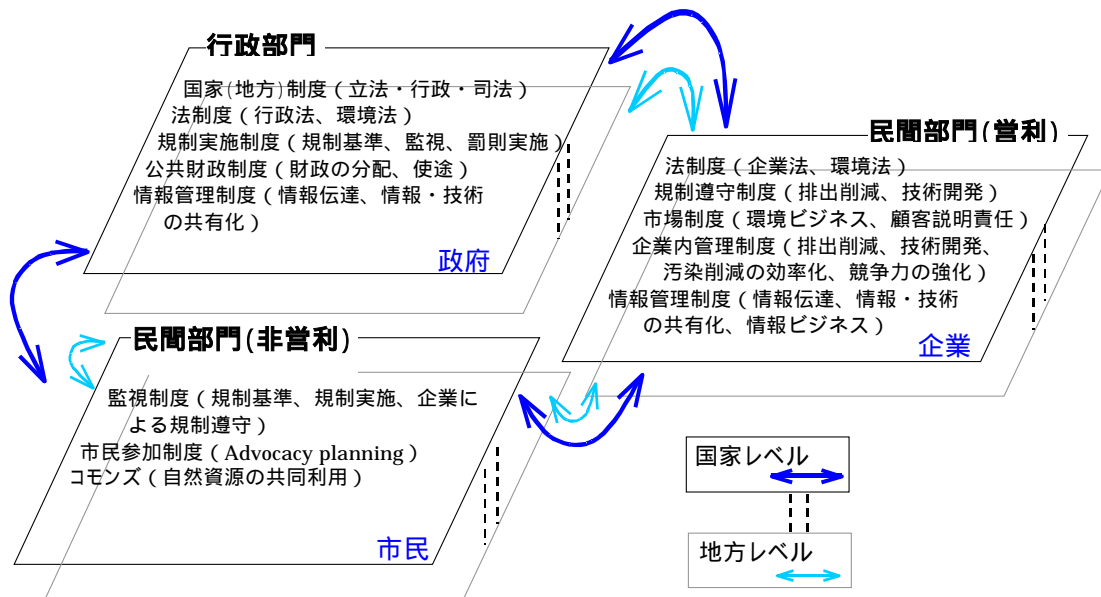 行政部門
国家(地方)制度（立法・行政・司法）
法制度（行政法、環境法）
規制実施制度（規制基準、監視、罰則実施）
公共財政制度（財政の分配、使途）
情報管理制度（情報伝達、情報・技術
の共有化）
政府
民間部門(営利)
法制度（企業法、環境法）
規制遵守制度（排出削減、技術開発）
市場制度（環境ビジネス、顧客説明責任）
企業内管理制度（排出削減、技術開発、
汚染削減の効率化、競争力の強化）
情報管理制度（情報伝達、情報・技術
の共有化、情報ビジネス）
企業
民間部門(非営利)
監視制度（規制基準、規制実施、企業に
よる規制遵守）
市民参加制度（Advocacy planning）
コモンズ（自然資源の共同利用）
市民
国家レベル
地方レベル